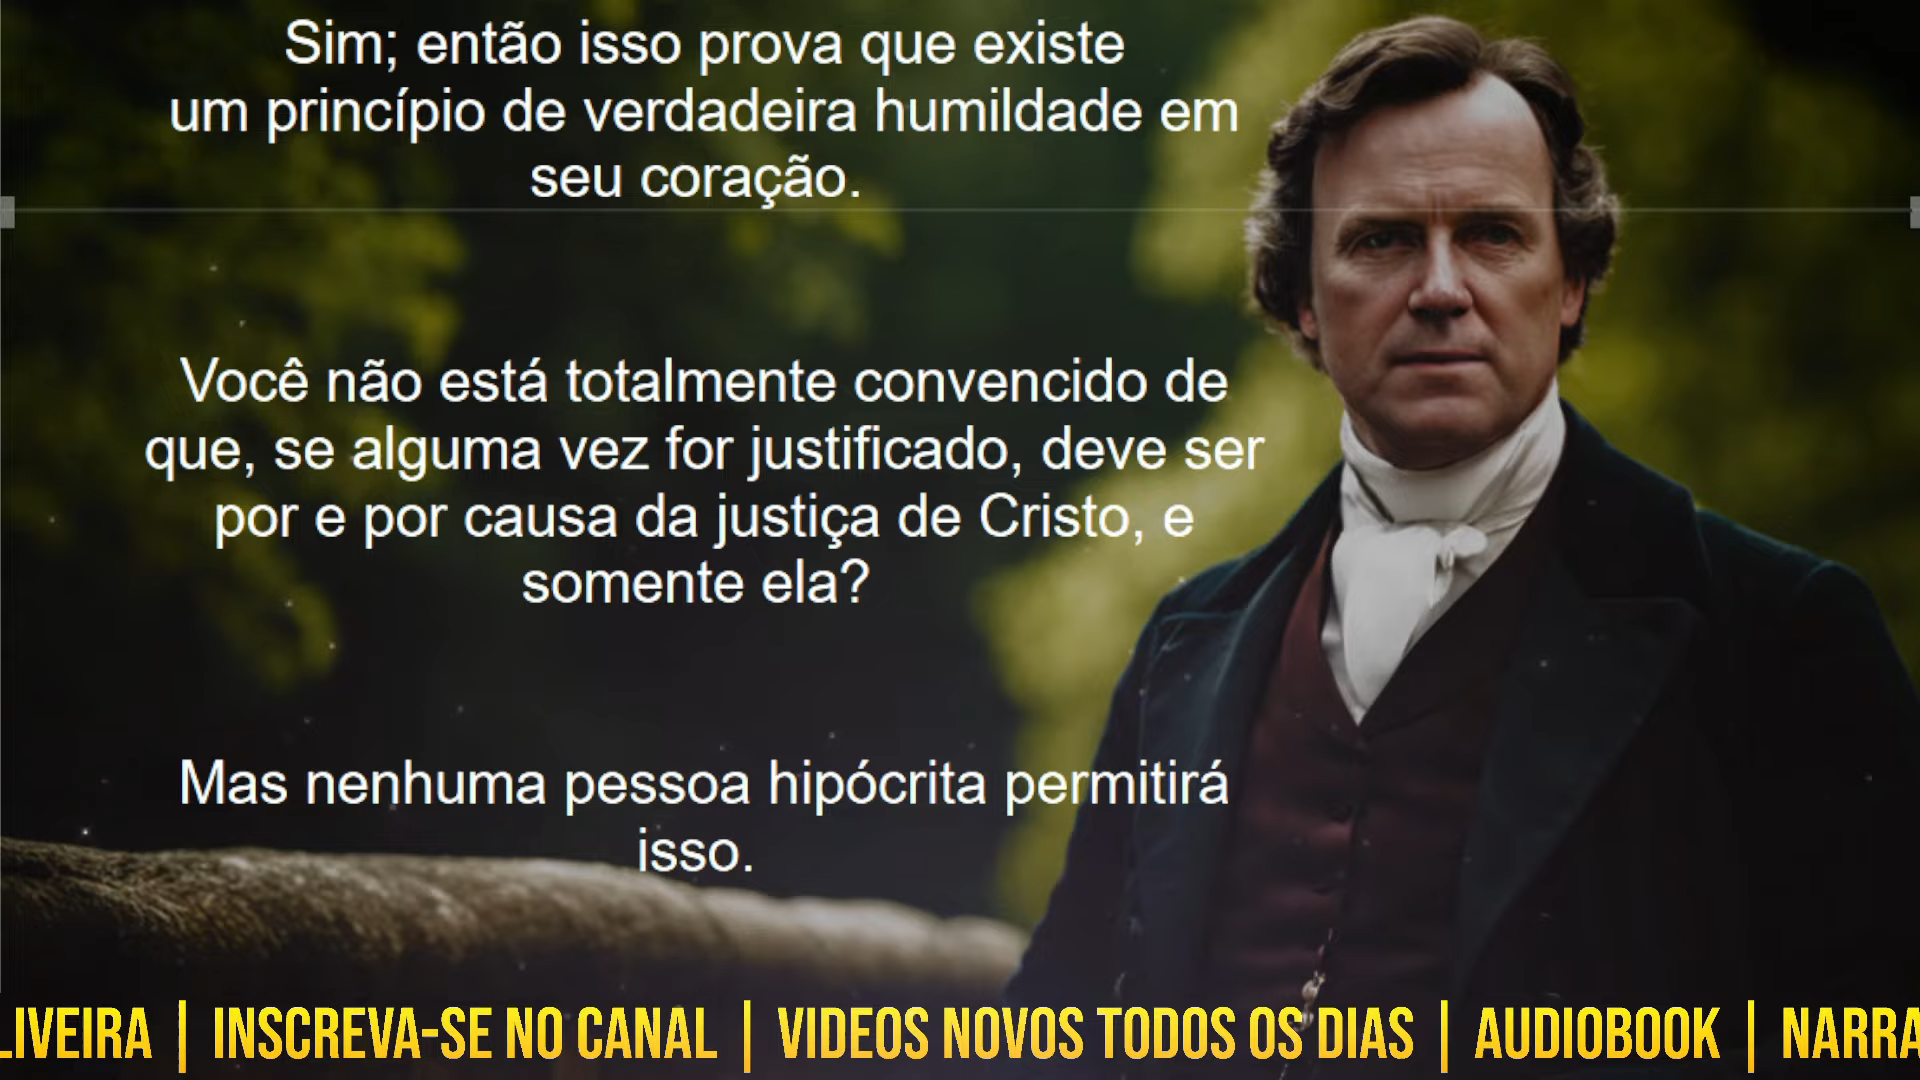 Sim; então isso prova que existe
um princípio de verdadeira humildade em
seu coração.
Você não está totalmente convencido de
que, se alguma vez for justificado, deve ser
por e por causa da justiça de Cristo, e
somente ela?
Mas nenhuma pessoa hipócrita permitirá
isso.
LIVEIRA | INSCREVA-SE NO CANAL | VIDEOS NOVOS TODOS OS DIAS | AUDIOBOOK | NARRA